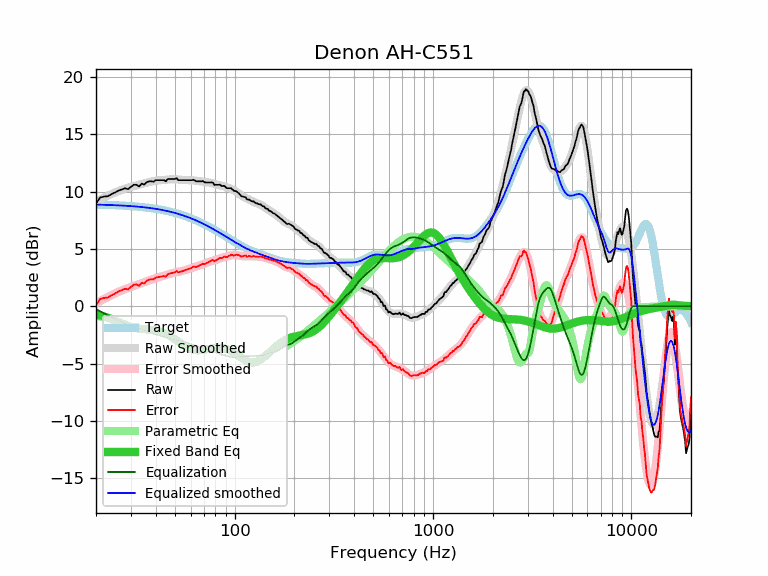 Denon AH-C551
Amplitude (dBr)
20
15
10
5
0
−5
−10
−15
Target
Raw Smoothed
Error Smoothed
Raw
Error
Parametric Eq
Fixed Band Eq
Equalization
Equalized smoothed
100
1000
10000
Frequency (Hz)